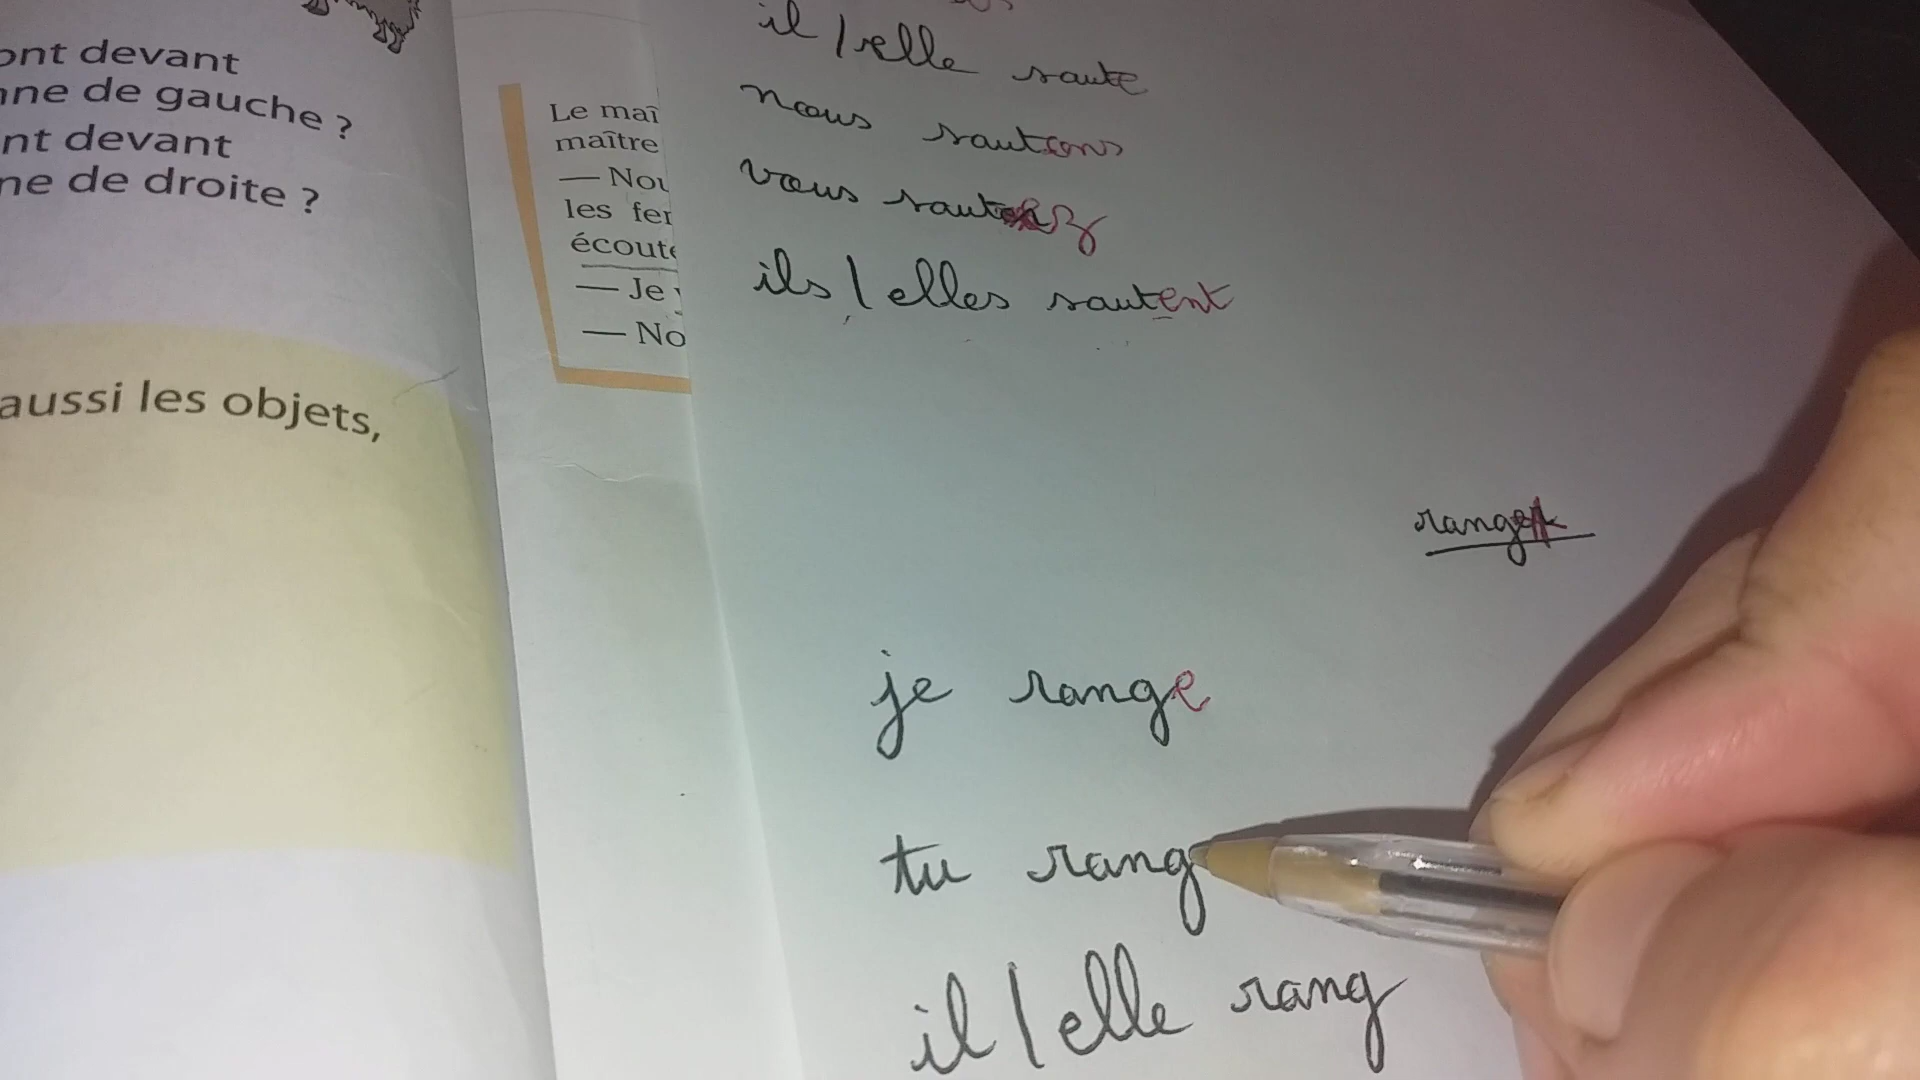 ont devant
nne de gauche ?
nt devant
ne de droite ?
aussi les objets,
Le maî
maître
— Nou
les fer
écoute
— Je
— No
il / elle saute
nous sautons
vous sautez
ils / elles sautent
ranger
je range
tu rang
il / elle rang